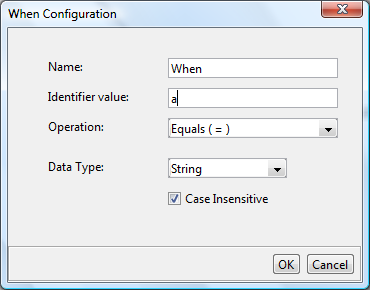 When Configuration
Name: When
Identifier value: a
Operation: Equals ( = )
Data Type: String
Case Insensitive
OK Cancel